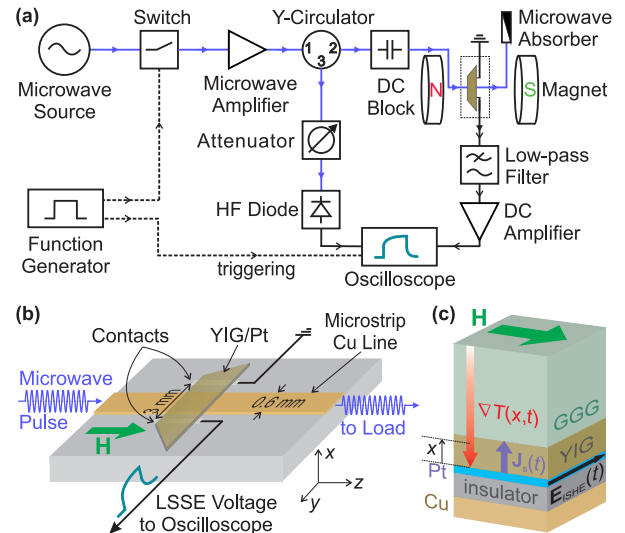 (a)
Switch
Y-Circulator
Microwave
Absorber
1 2
3
N
S
Magnet
Microwave
Source
Microwave
Amplifier
DC
Block
Attenuator
Low-pass
Filter
HF Diode
DC
Amplifier
Function
Generator
triggering
Oscilloscope
(b)
Contacts
YIG/Pt
Microstrip
Cu Line
Microwave
Pulse
3 mm
0.6 mm
H
to Load
LSSE Voltage
to Oscilloscope
x
z
y
(c)
H
∇T(x,t)
GGG
x
YIG
Js(t)
Pt
EISHE(t)
insulator
Cu